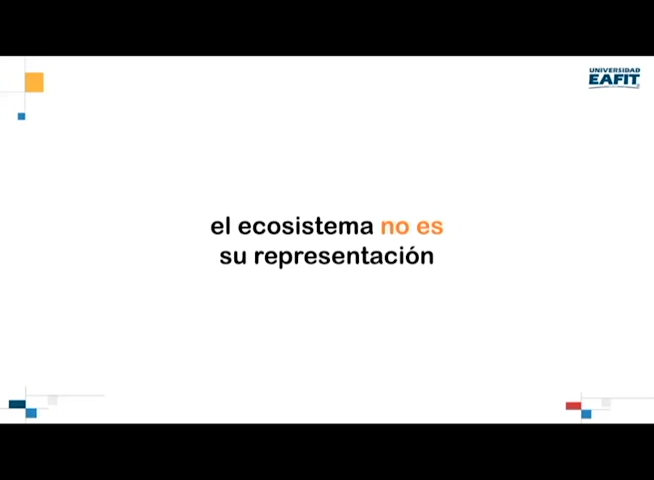 UNIVERSIDAD
EAFIT
el ecosistema no es
su representación